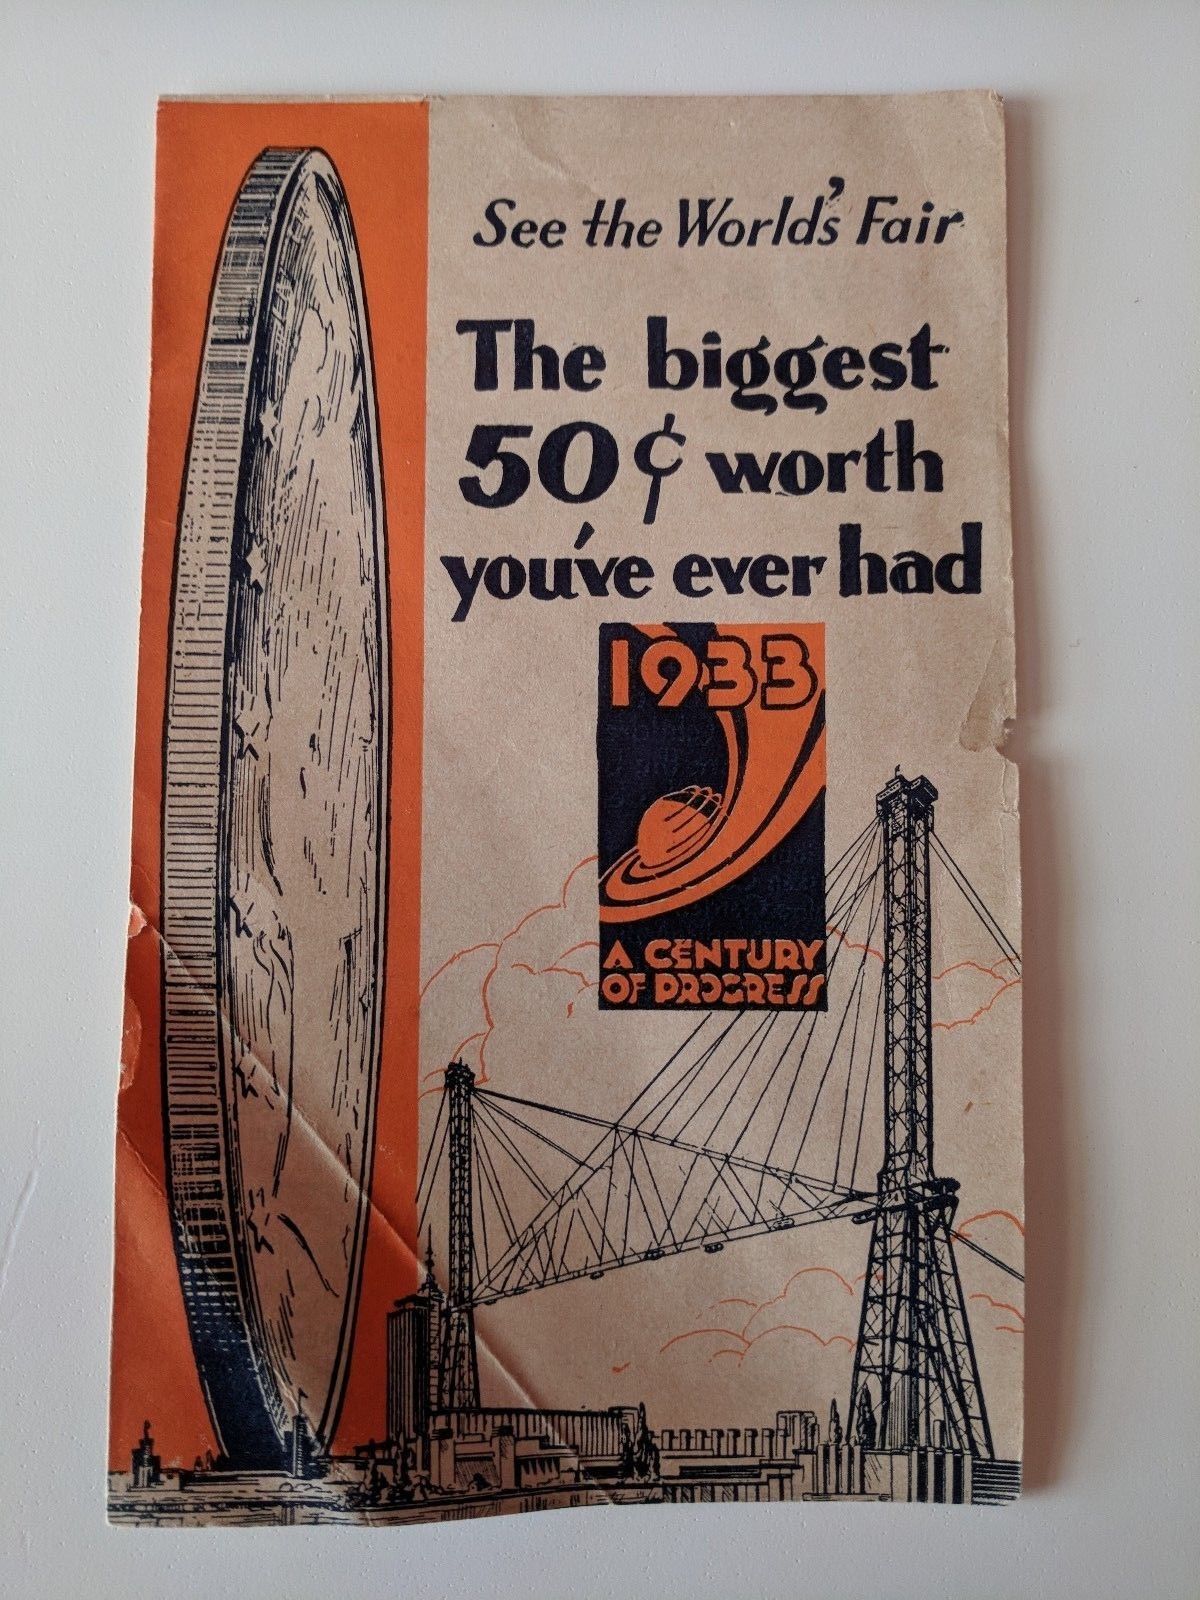 See the World's Fair
The biggest
50¢ worth
you've ever had
1933
A CENTURY
OF PROGRESS